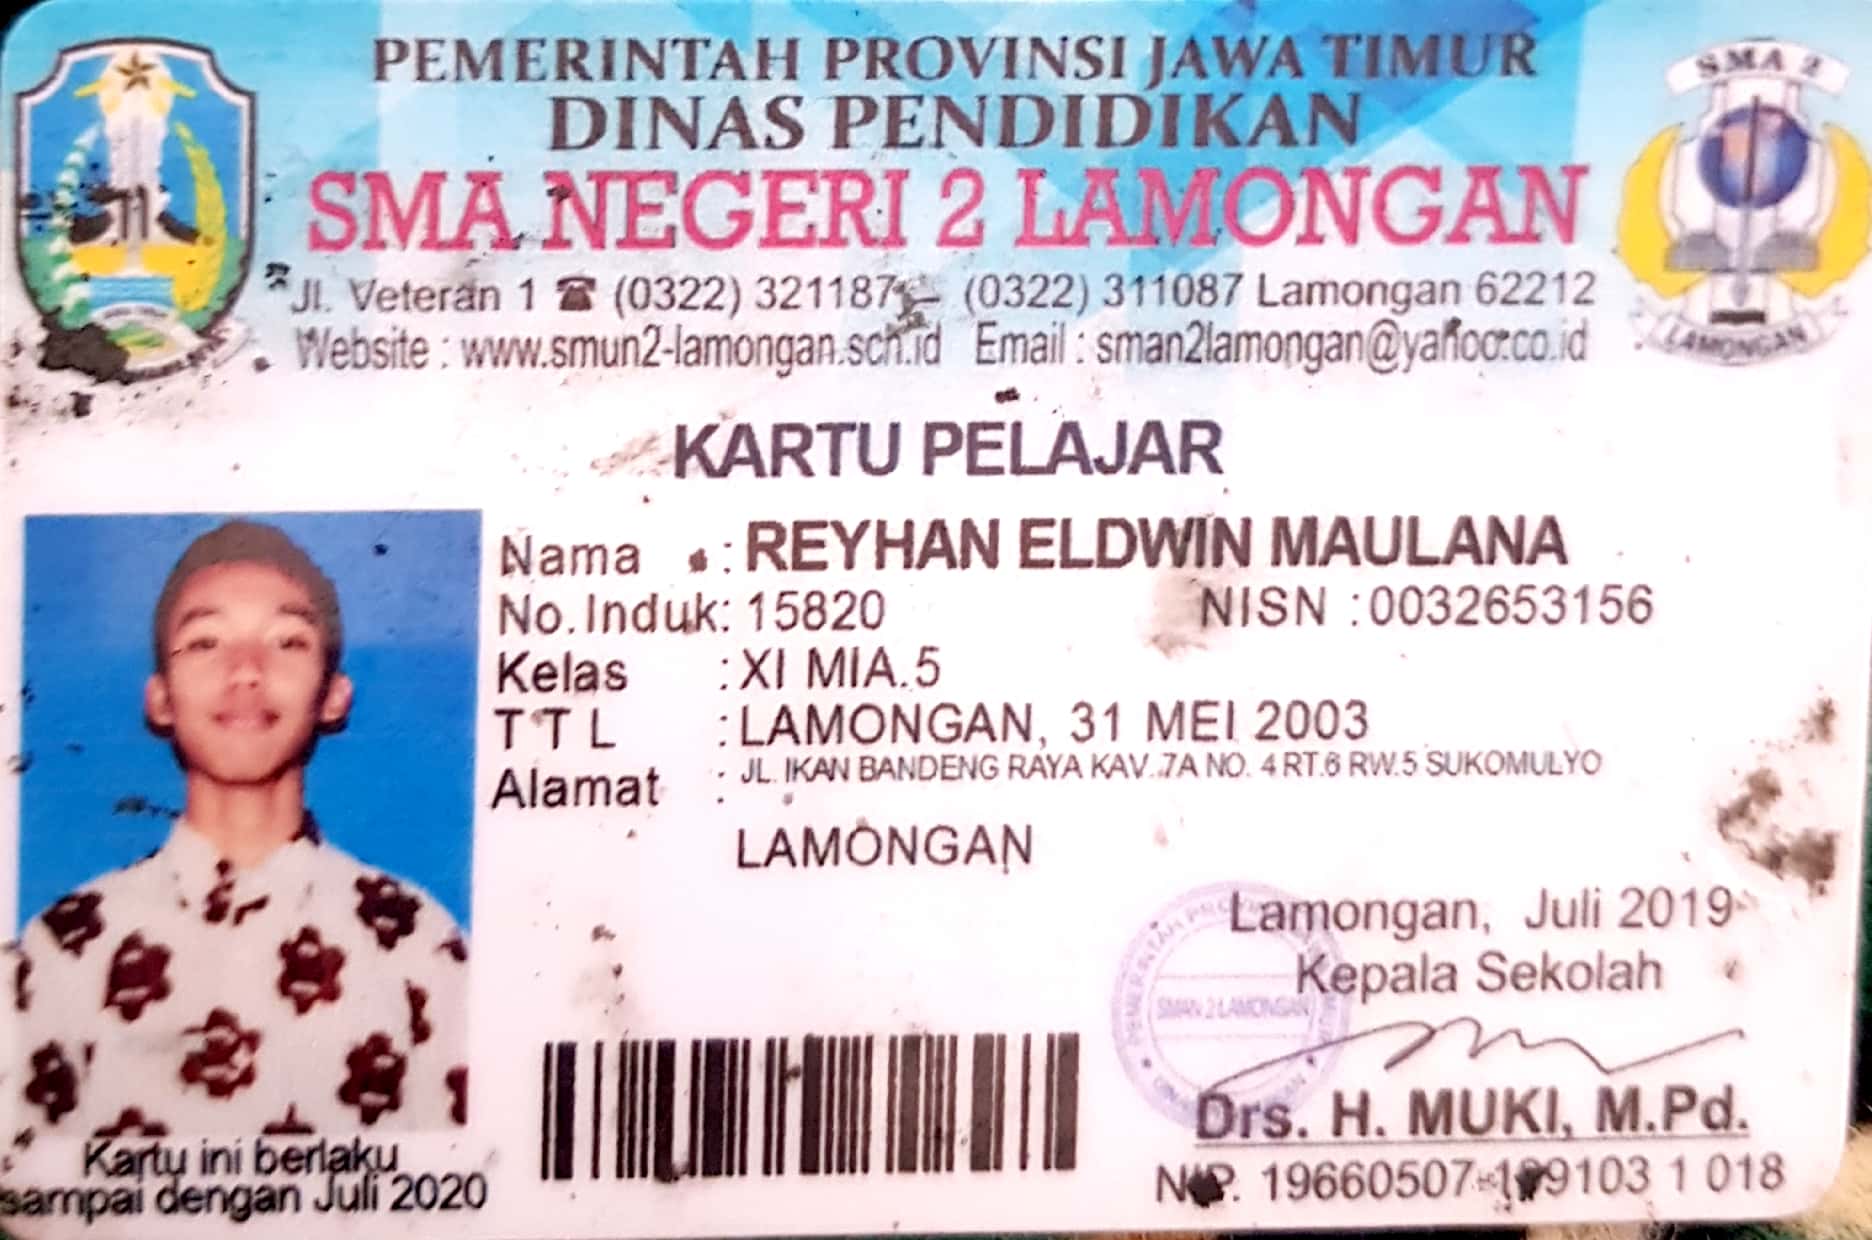 PEMERINTAH PROVINSI JAWA TIMUR
DINAS PENDIDIKAN
SMA NEGERI 2 LAMONGAN
Jl. Veteran 1 ☎ (0322) 321187 (0322) 311087 Lamongan 62212
Website : www.smun2-lamongan.sch.id Email : sman2lamongan@yahoo.co.id
SMA 2
LAMONGAN
KARTU PELAJAR
Nama : REYHAN ELDWIN MAULANA
No. Induk : 15820 NISN : 0032653156
Kelas : XI MIA.5
T T L : LAMONGAN, 31 MEI 2003
Alamat : JL. IKAN BANDENG RAYA KAV.7A NO. 4 RT.6 RW.5 SUKOMULYO
LAMONGAN
Lamongan, Juli 2019
Kepala Sekolah
SMAN 2 LAMONGAN
Drs. H. MUKI, M.Pd.
NIP. 19660507 199103 1 018
Kartu ini berlaku
sampai dengan Juli 2020